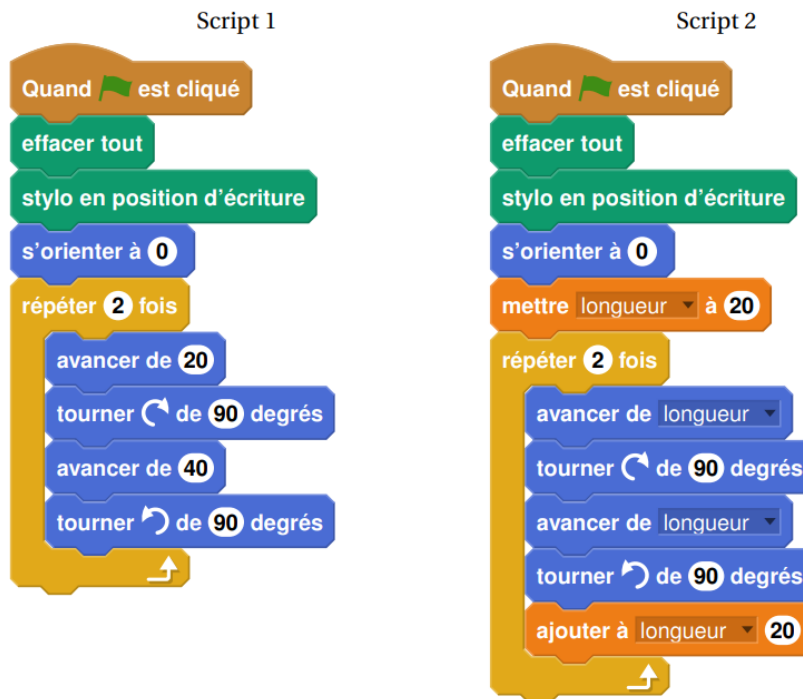 Script 1
Quand est cliqué
effacer tout
stylo en position d'écriture
s'orienter à 0
répéter 2 fois
avancer de 20
tourner de 90 degrés
avancer de 40
tourner de 90 degrés
Script 2
Quand est cliqué
effacer tout
stylo en position d'écriture
s'orienter à 0
mettre longueur à 20
répéter 2 fois
avancer de longueur
tourner de 90 degrés
avancer de longueur
tourner de 90 degrés
ajouter à longueur 20